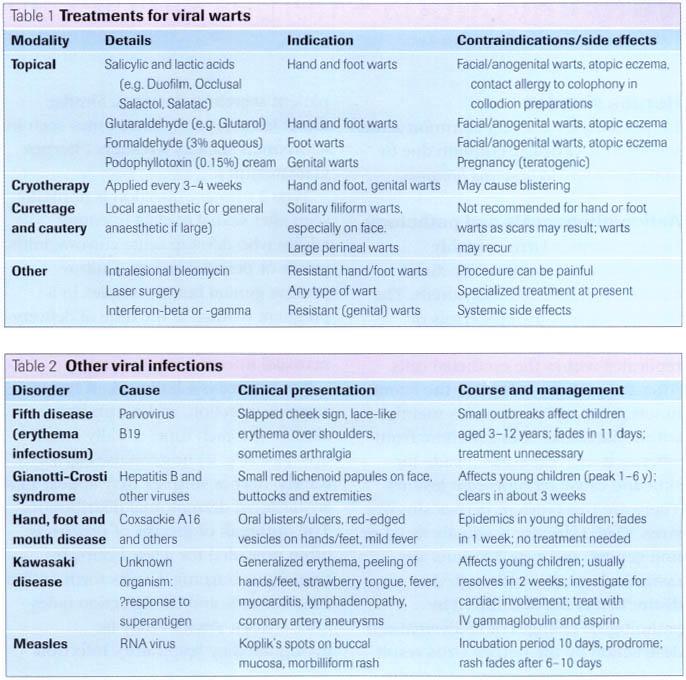 Table 1 Treatments for viral warts
Modality Details Indication Contraindications/side effects
Topical Salicylic and lactic acids Hand and foot warts Facial/anogenital warts, atopic eczema,
(e.g. Duofilm, Occlusal contact allergy to colophony in
Salactol, Salatac) collodion preparations
Glutaraldehyde (e.g. Glutarol) Hand and foot warts Facial/anogenital warts, atopic eczema
Formaldehyde (3% aqueous) Foot warts Facial/anogenital warts, atopic eczema
Podophyllotoxin (0.15%) cream Genital warts Pregnancy (teratogenic)
Cryotherapy Applied every 3–4 weeks Hand and foot, genital warts May cause blistering
Curettage Local anaesthetic (or general Solitary filiform warts, Not recommended for hand or foot
and cautery anaesthetic if large) especially on face. warts as scars may result; warts
Large perineal warts may recur
Other Intralesional bleomycin Resistant hand/foot warts Procedure can be painful
Laser surgery Any type of wart Specialized treatment at present
Interferon-beta or -gamma Resistant (genital) warts Systemic side effects
Table 2 Other viral infections
Disorder Cause Clinical presentation Course and management
Fifth disease Parvovirus Slapped cheek sign, lace-like Small outbreaks affect children
(erythema B19 erythema over shoulders, aged 3–12 years; fades in 11 days;
infectiosum) sometimes arthralgia treatment unnecessary
Gianotti–Crosti Hepatitis B and Small red lichenoid papules on face, Affects young children (peak 1–6 y);
syndrome other viruses buttocks and extremities clears in about 3 weeks
Hand, foot and Coxsackie A16 Oral blisters/ulcers, red-edged Epidemics in young children; fades
mouth disease and others vesicles on hands/feet, mild fever in 1 week; no treatment needed
Kawasaki Unknown Generalized erythema, peeling of Affects young children; usually
disease organism: hands/feet, strawberry tongue, fever, resolves in 2 weeks; investigate for
?response to myocarditis, lymphadenopathy, cardiac involvement; treat with
superantigen coronary artery aneurysms IV gammaglobulin and aspirin
Measles RNA virus Koplik's spots on buccal Incubation period 10 days, prodrome;
mucosa, morbilliform rash rash fades after 6–10 days